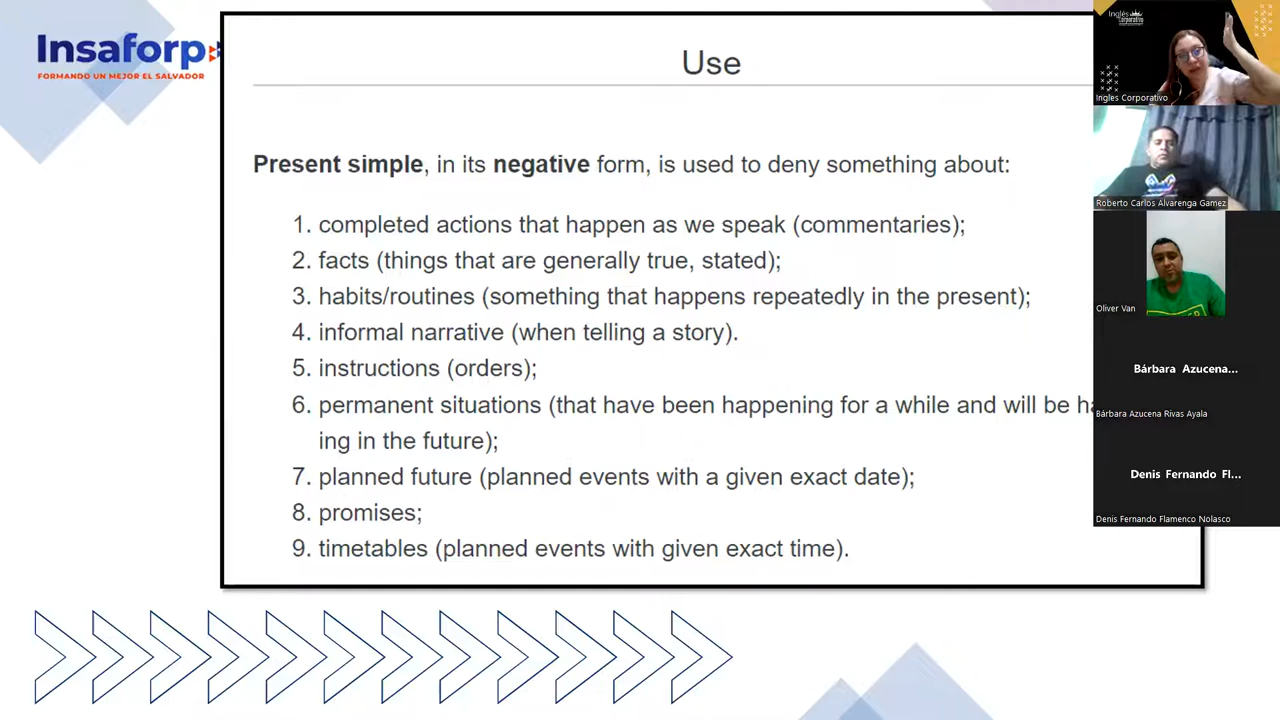 Insaforp
FORMANDO UN MEJOR EL SALVADOR
Use
Present simple, in its negative form, is used to deny something about:
1. completed actions that happen as we speak (commentaries);
2. facts (things that are generally true, stated);
3. habits/routines (something that happens repeatedly in the present);
4. informal narrative (when telling a story).
5. instructions (orders);
6. permanent situations (that have been happening for a while and will be ha
ing in the future);
7. planned future (planned events with a given exact date);
8. promises;
9. timetables (planned events with given exact time).
Inglés
Corporativo
Ingles Corporativo
Roberto Carlos Alvarenga Gamez
Oliver Van
Bárbara Azucena...
Bárbara Azucena Rivas Ayala
Denis Fernando Fl...
Denis Fernando Flamenco Nolasco